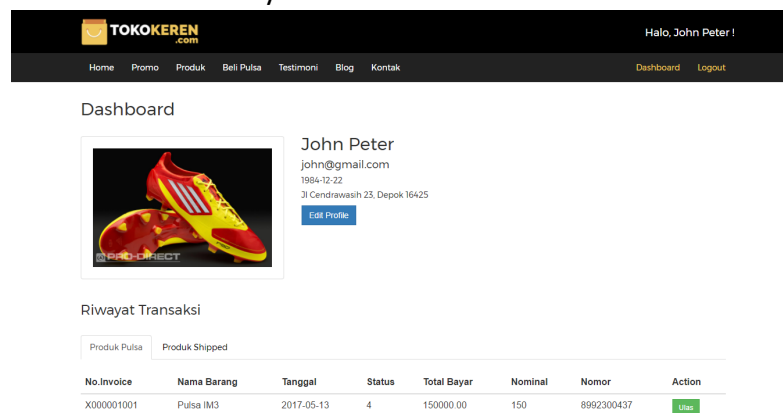 TOKOKEREN
.com
Halo, John Peter !
Home Promo Produk Beli Pulsa Testimoni Blog Kontak Dashboard Logout
Dashboard
John Peter
john@gmail.com
1984-12-22
Jl Cendrawasih 23, Depok 16425
Edit Profile
PRO-DIRECT
Riwayat Transaksi
Produk Pulsa Produk Shipped
No.Invoice Nama Barang Tanggal Status Total Bayar Nominal Nomor Action
X000001001 Pulsa IM3 2017-05-13 4 150000.00 150 8992300437 Ulas